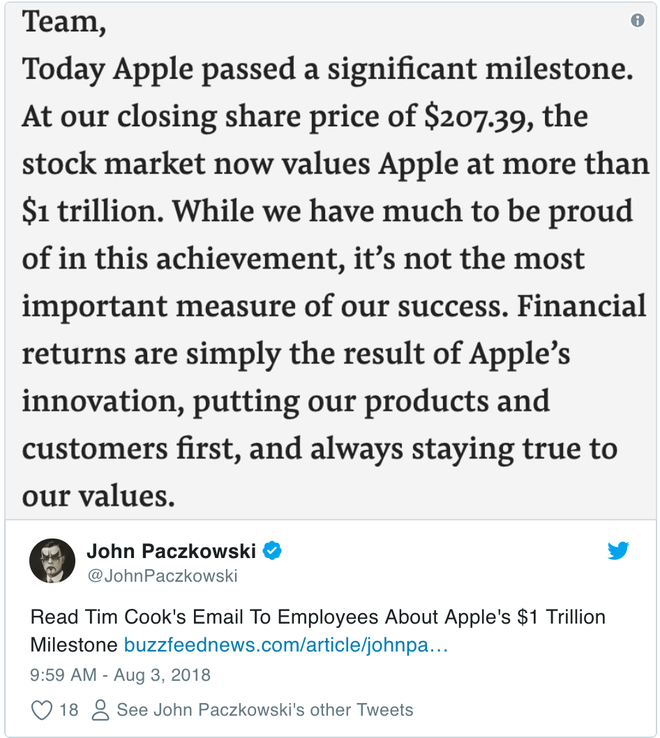 Team,
Today Apple passed a significant milestone.
At our closing share price of $207.39, the
stock market now values Apple at more than
$1 trillion. While we have much to be proud
of in this achievement, it’s not the most
important measure of our success. Financial
returns are simply the result of Apple’s
innovation, putting our products and
customers first, and always staying true to
our values.
John Paczkowski
@JohnPaczkowski
Read Tim Cook's Email To Employees About Apple's $1 Trillion
Milestone buzzfeednews.com/article/johnpa…
9:59 AM - Aug 3, 2018
18 See John Paczkowski's other Tweets